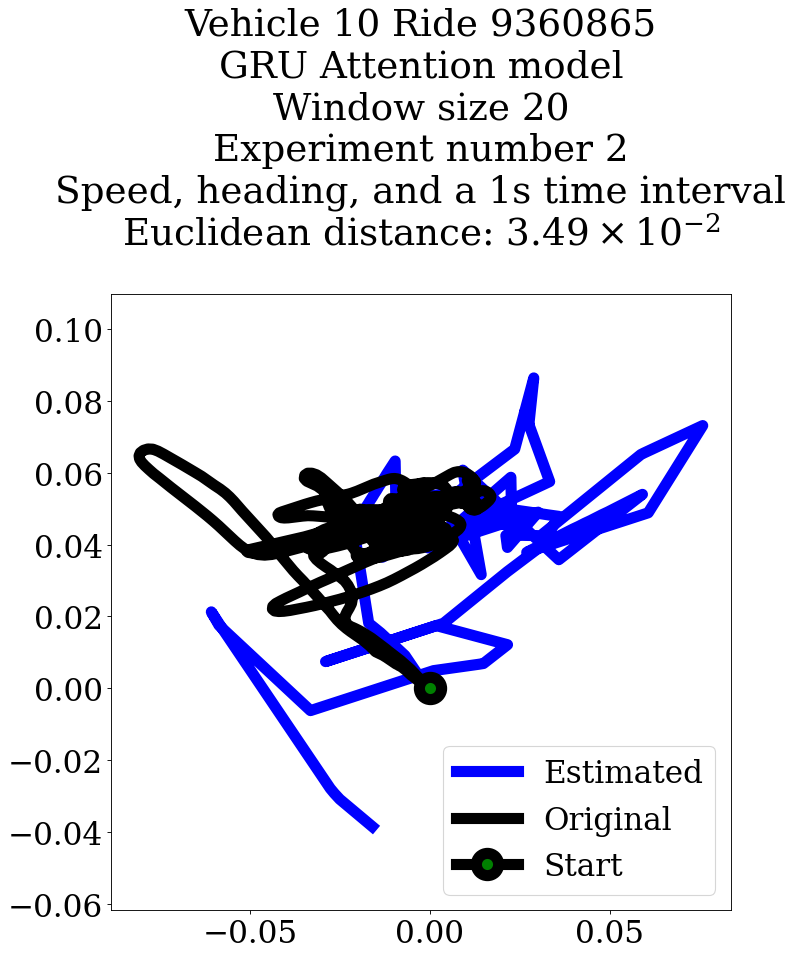 Vehicle 10 Ride 9360865
GRU Attention model
Window size 20
Experiment number 2
Speed, heading, and a 1s time interval
Euclidean distance: 3.49 × 10⁻²
0.10
0.08
0.06
0.04
0.02
0.00
−0.02
−0.04
−0.06
−0.05
0.00
0.05
Estimated
Original
Start